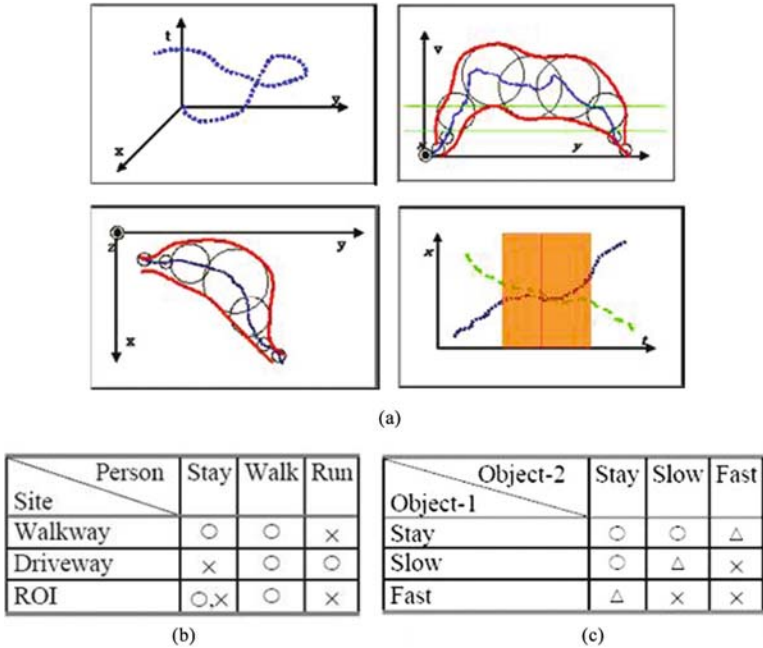 t
y
x
v
x
y
z
y
x
x
t
(a)
Person Stay Walk Run
Site
Walkway ○ ○ ×
Driveway × ○ ○
ROI ○,× ○ ×
(b)
Object-2 Stay Slow Fast
Object-1
Stay ○ ○ △
Slow ○ △ ×
Fast △ × ×
(c)